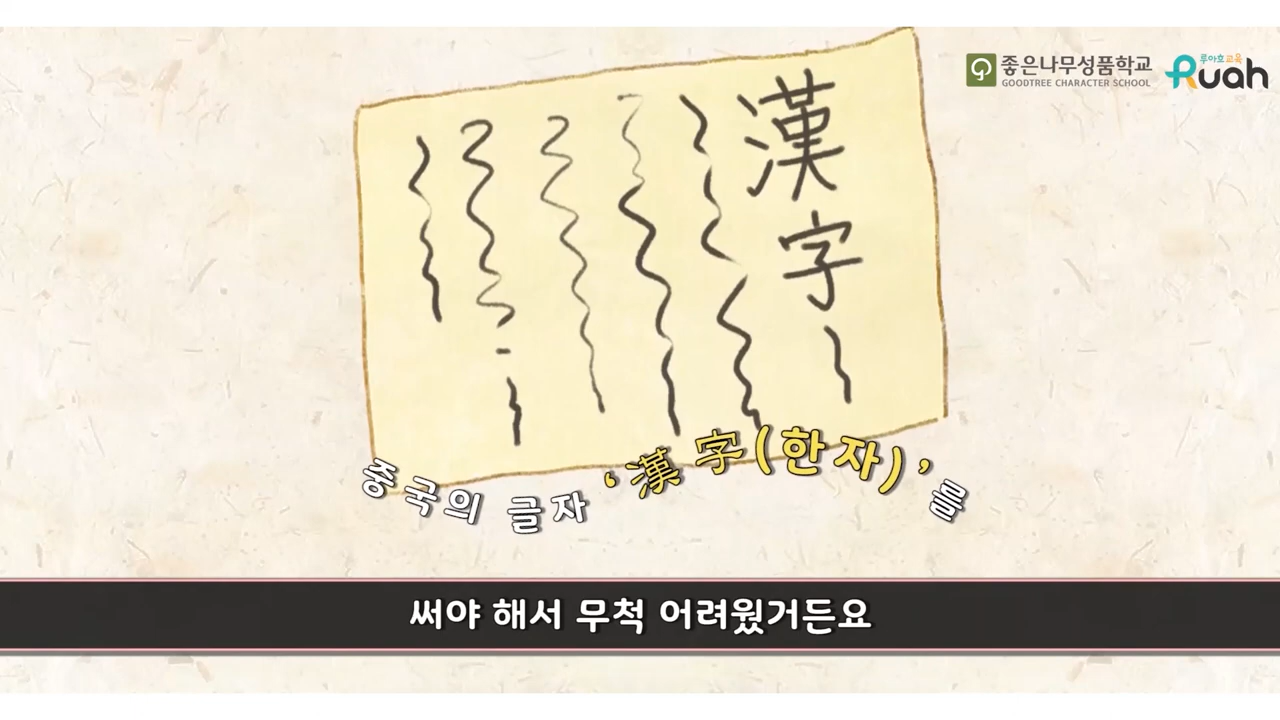 좋은나무성품학교
GOODTREE CHARACTER SCHOOL
루아흐교육
Ruah
漢字
중국의 글자 ‘漢字(한자)’를
써야 해서 무척 어려웠거든요